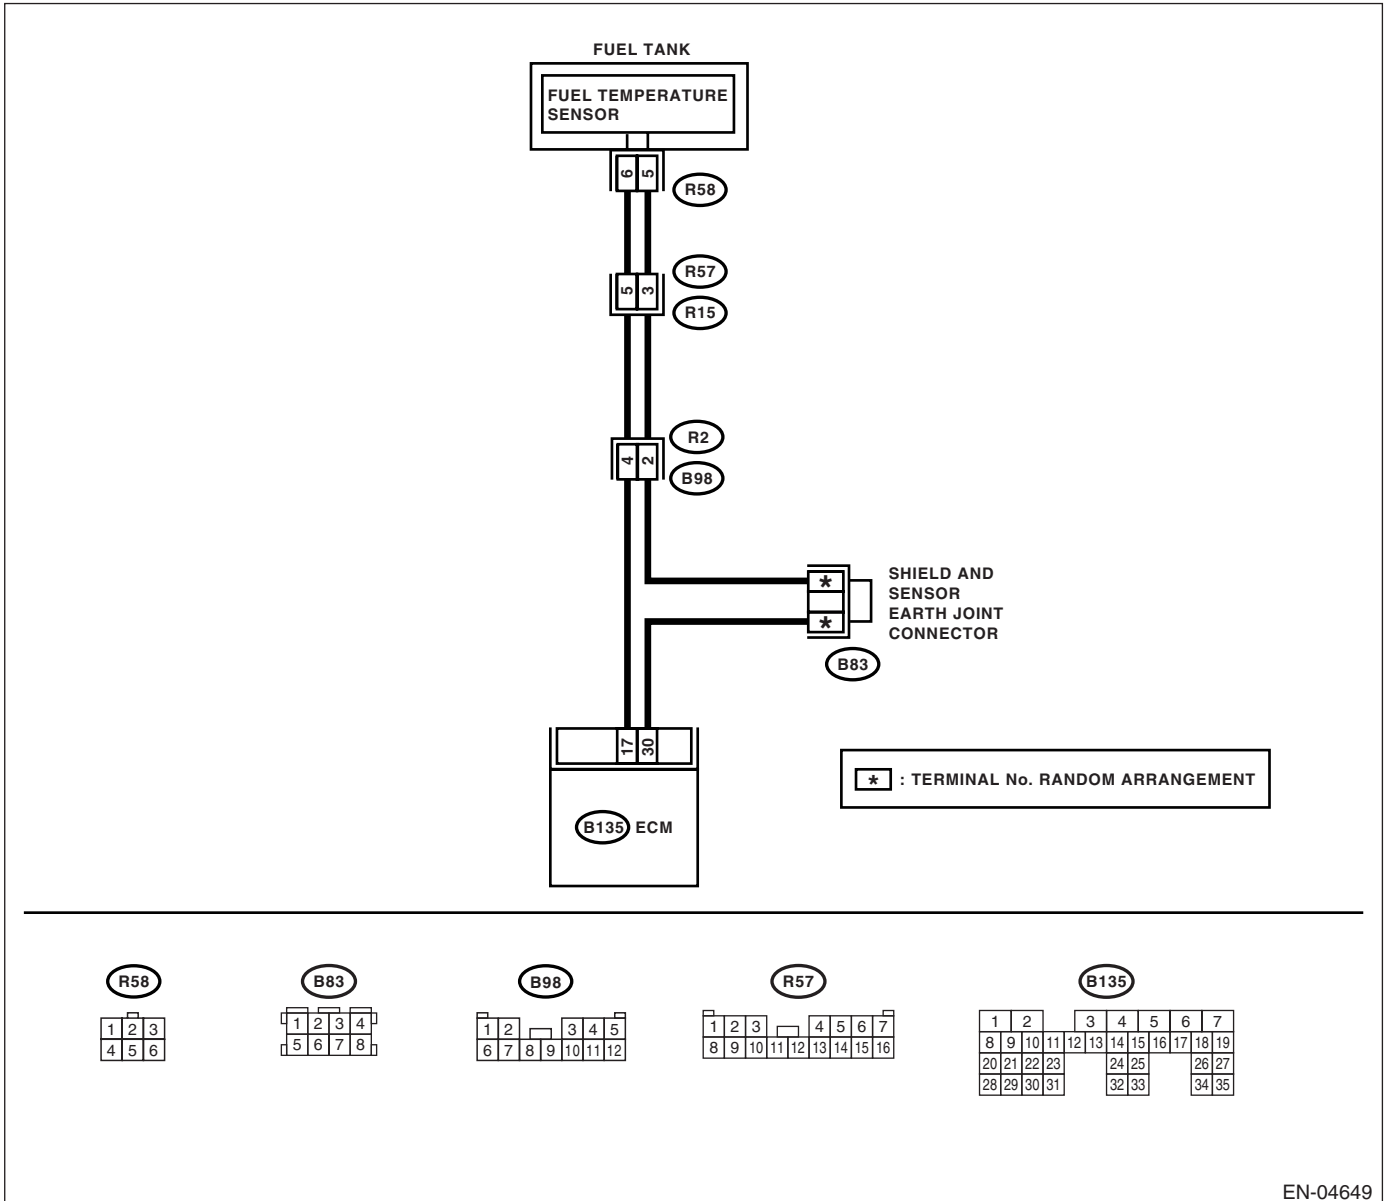 FUEL TANK
FUEL TEMPERATURE
SENSOR
6 5
R58
R57
5 3
R15
R2
4 2
B98
* SHIELD AND
SENSOR
* EARTH JOINT
CONNECTOR
B83
17 30
* : TERMINAL No. RANDOM ARRANGEMENT
B135 ECM
R58
1 2 3
4 5 6
B83
1 2 3 4
5 6 7 8
B98
1 2 3 4 5
6 7 8 9 10 11 12
R57
1 2 3 4 5 6 7
8 9 10 11 12 13 14 15 16
B135
1 2 3 4 5 6 7
8 9 10 11 12 13 14 15 16 17 18 19
20 21 22 23 24 25 26 27
28 29 30 31 32 33 34 35
EN-04649